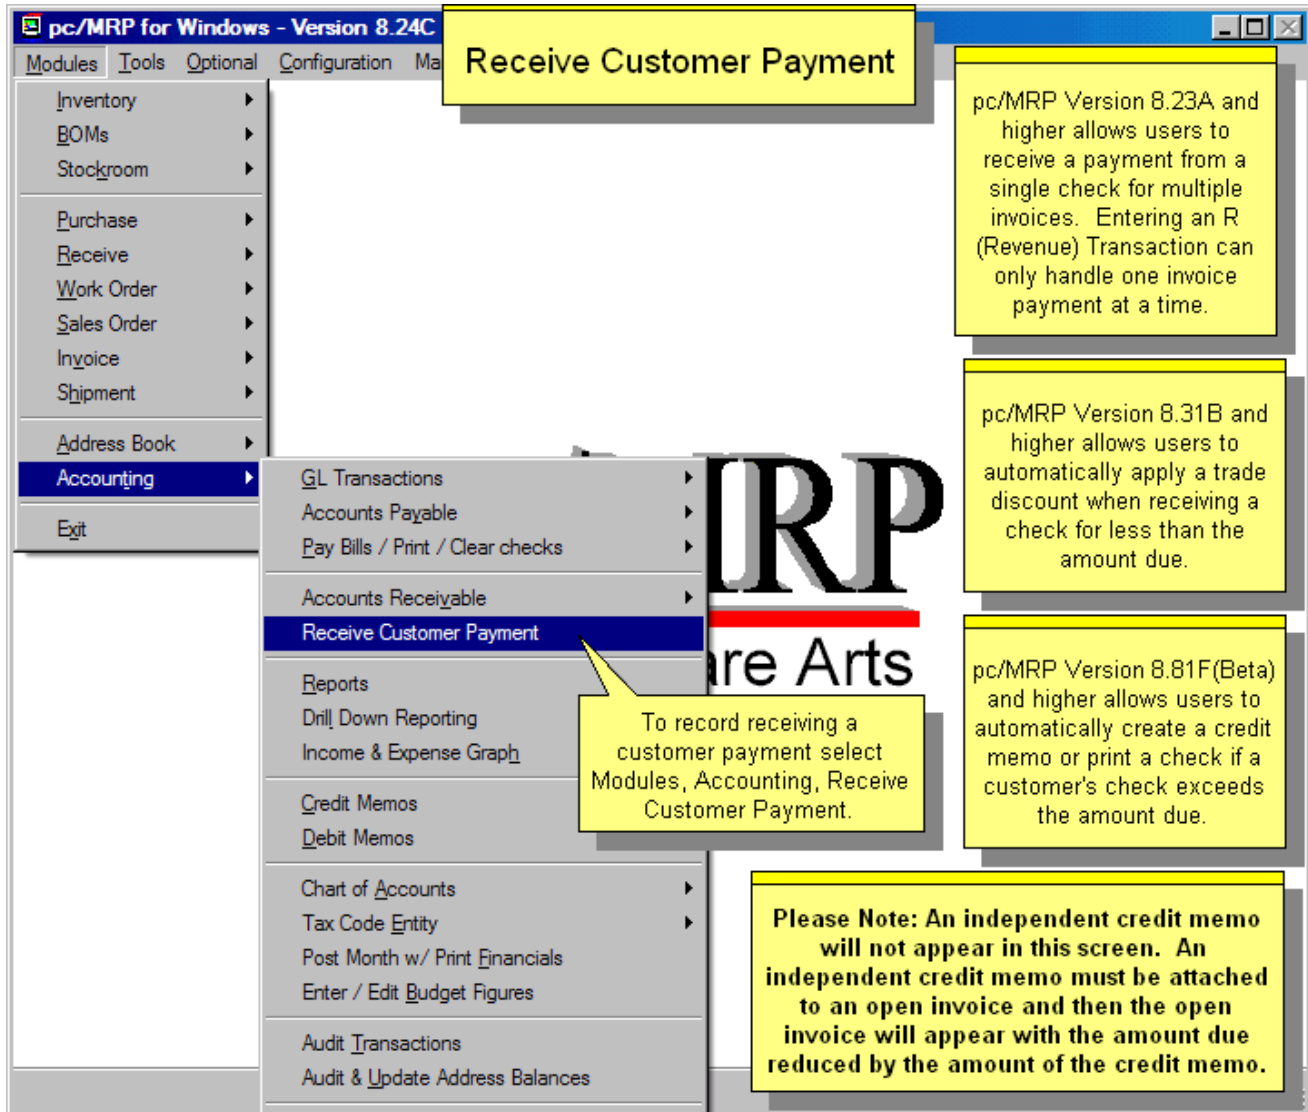 pc/MRP for Windows - Version 8.24C
Receive Customer Payment
Modules Tools Optional Configuration Ma
Inventory
BOMs
Stockroom
Purchase
Receive
Work Order
Sales Order
Invoice
Shipment
Address Book
Accounting
Exit
GL Transactions
Accounts Payable
Pay Bills / Print / Clear checks
Accounts Receivable
Receive Customer Payment
Reports
Drill Down Reporting
Income & Expense Graph
Credit Memos
Debit Memos
Chart of Accounts
Tax Code Entity
Post Month w/ Print Financials
Enter / Edit Budget Figures
Audit Transactions
Audit & Update Address Balances
MRP
are Arts
To record receiving a
customer payment select
Modules, Accounting, Receive
Customer Payment.
pc/MRP Version 8.23A and
higher allows users to
receive a payment from a
single check for multiple
invoices. Entering an R
(Revenue) Transaction can
only handle one invoice
payment at a time.
pc/MRP Version 8.31B and
higher allows users to
automatically apply a trade
discount when receiving a
check for less than the
amount due.
pc/MRP Version 8.81F(Beta)
and higher allows users to
automatically create a credit
memo or print a check if a
customer's check exceeds
the amount due.
Please Note: An independent credit memo
will not appear in this screen. An
independent credit memo must be attached
to an open invoice and then the open
invoice will appear with the amount due
reduced by the amount of the credit memo.